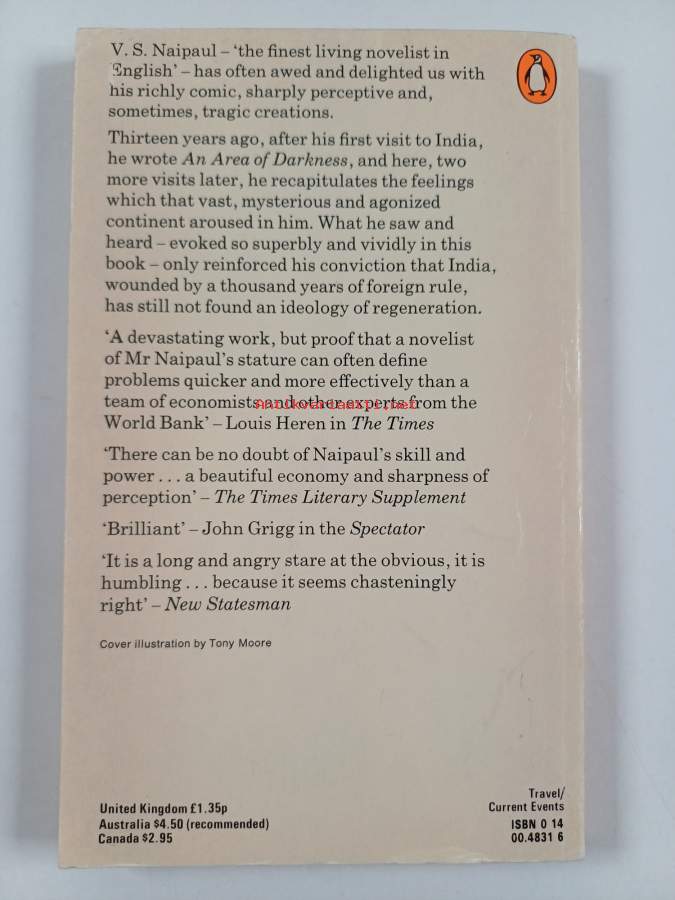 V. S. Naipaul – ‘the finest living novelist in
English’ – has often awed and delighted us with
his richly comic, sharply perceptive and,
sometimes, tragic creations.
Thirteen years ago, after his first visit to India,
he wrote An Area of Darkness, and here, two
more visits later, he recapitulates the feelings
which that vast, mysterious and agonized
continent aroused in him. What he saw and
heard – evoked so superbly and vividly in this
book – only reinforced his conviction that India,
wounded by a thousand years of foreign rule,
has still not found an ideology of regeneration.
‘A devastating work, but proof that a novelist
of Mr Naipaul’s stature can often define
problems quicker and more effectively than a
team of economists and other experts from the
World Bank’ – Louis Heren in The Times
‘There can be no doubt of Naipaul’s skill and
power . . . a beautiful economy and sharpness of
perception’ – The Times Literary Supplement
‘Brilliant’ – John Grigg in the Spectator
‘It is a long and angry stare at the obvious, it is
humbling . . . because it seems chasteningly
right’ – New Statesman
Cover illustration by Tony Moore
United Kingdom £1.35p
Australia $4.50 (recommended)
Canada $2.95
Travel/
Current Events
ISBN 0 14
00.4831 6
Antikvariaatti.net